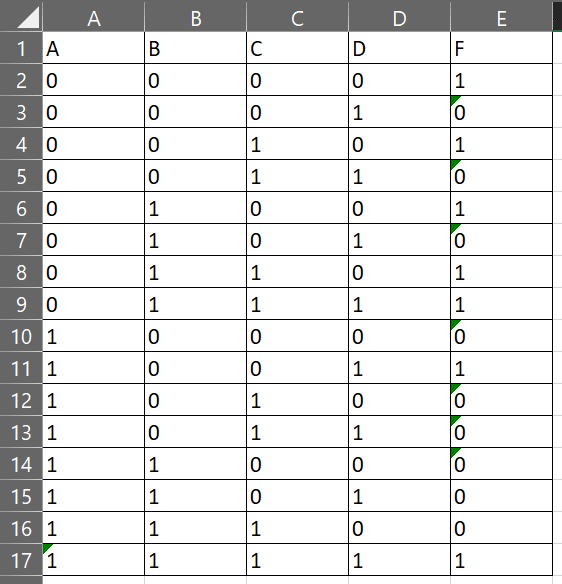 A B C D E
1 A B C D F
2 0 0 0 0 1
3 0 0 0 1 0
4 0 0 1 0 1
5 0 0 1 1 0
6 0 1 0 0 1
7 0 1 0 1 0
8 0 1 1 0 1
9 0 1 1 1 1
10 1 0 0 0 0
11 1 0 0 1 1
12 1 0 1 0 0
13 1 0 1 1 0
14 1 1 0 0 0
15 1 1 0 1 0
16 1 1 1 0 0
17 1 1 1 1 1